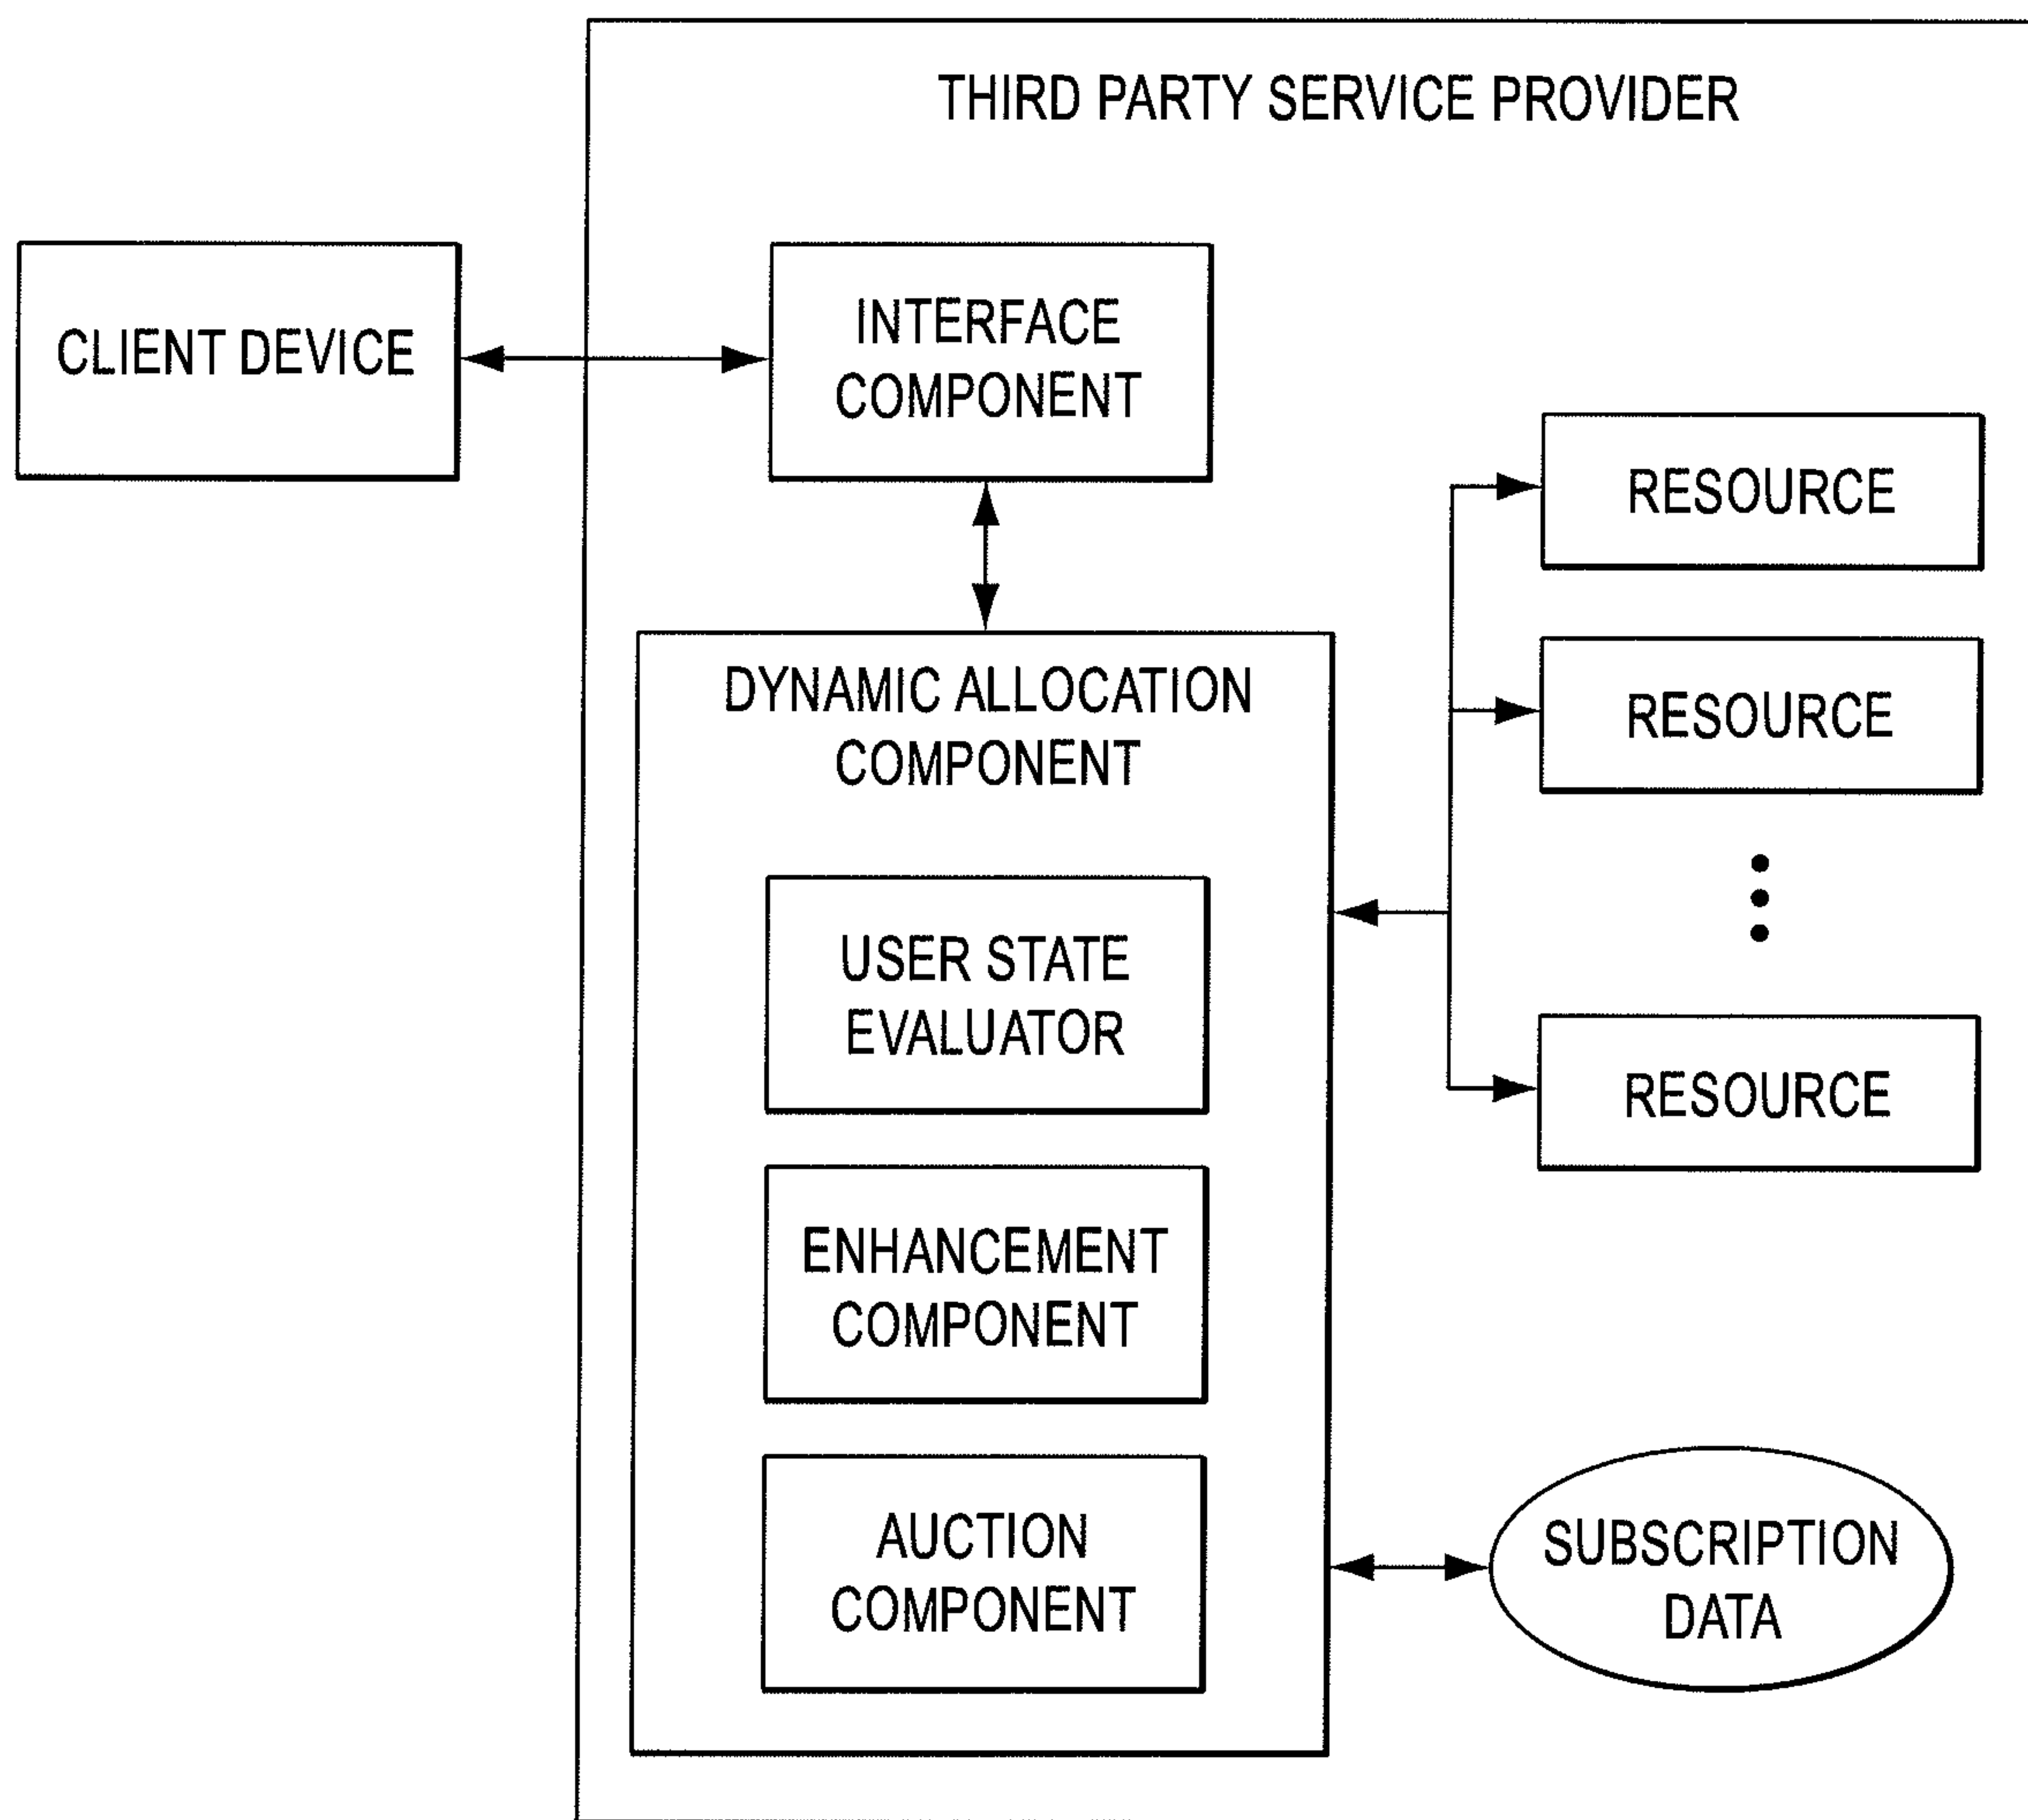 THIRD PARTY SERVICE PROVIDER
CLIENT DEVICE
INTERFACE
COMPONENT
RESOURCE
RESOURCE
RESOURCE
DYNAMIC ALLOCATION
COMPONENT
USER STATE
EVALUATOR
ENHANCEMENT
COMPONENT
AUCTION
COMPONENT
SUBSCRIPTION
DATA